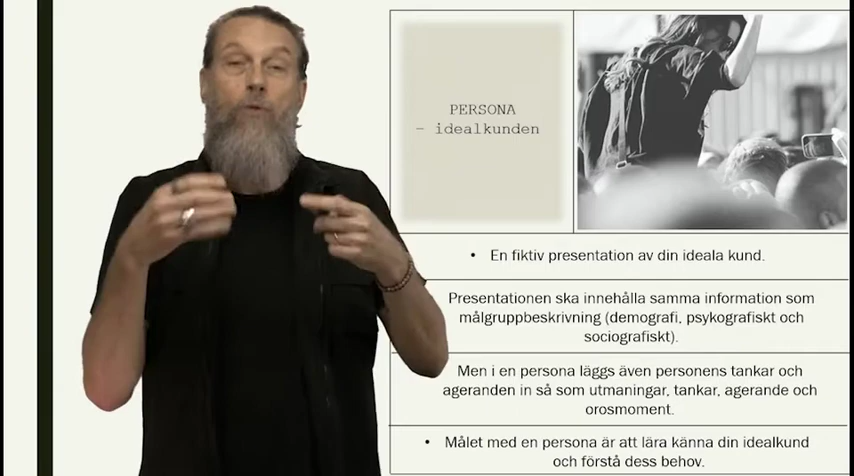 PERSONA
– idealkunden
• En fiktiv presentation av din ideala kund.
Presentationen ska innehålla samma information som
målgruppbeskrivning (demografi, psykografiskt och
sociografiskt).
Men i en persona läggs även personens tankar och
ageranden in så som utmaningar, tankar, agerande och
orosmoment.
• Målet med en persona är att lära känna din idealkund
och förstå dess behov.